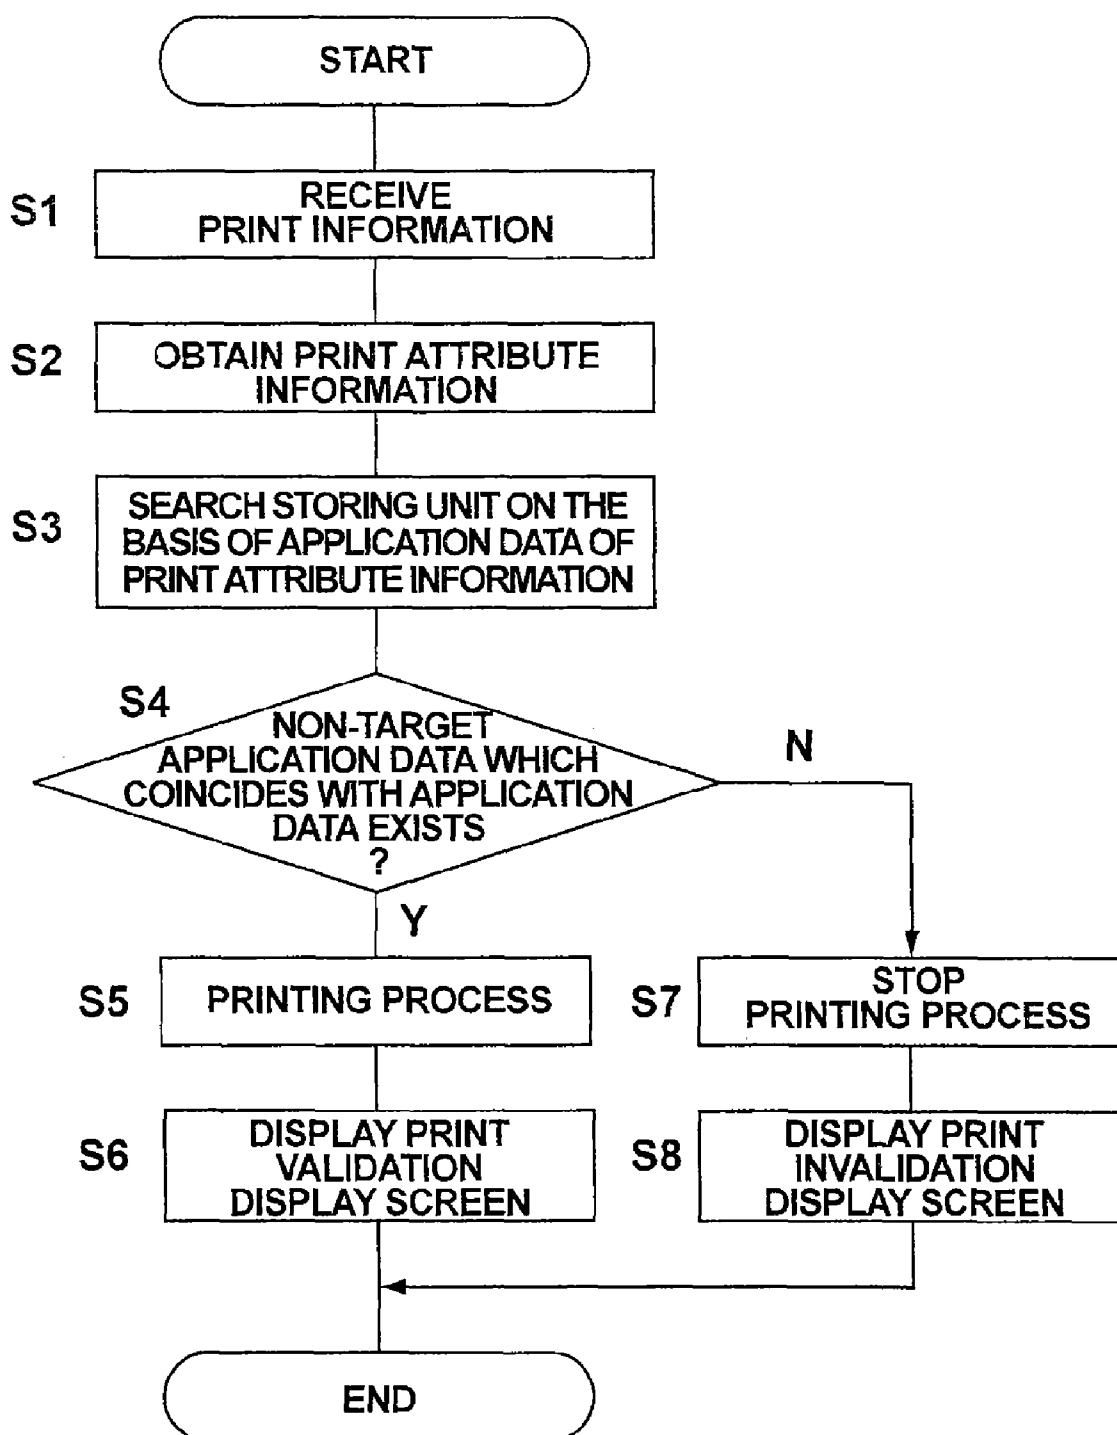 START
S1
RECEIVE
PRINT INFORMATION
S2
OBTAIN PRINT ATTRIBUTE
INFORMATION
S3
SEARCH STORING UNIT ON THE
BASIS OF APPLICATION DATA OF
PRINT ATTRIBUTE INFORMATION
S4
NON-TARGET
APPLICATION DATA WHICH
COINCIDES WITH APPLICATION
DATA EXISTS
?
N
Y
S5
PRINTING PROCESS
S7
STOP
PRINTING PROCESS
S6
DISPLAY PRINT
VALIDATION
DISPLAY SCREEN
S8
DISPLAY PRINT
INVALIDATION
DISPLAY SCREEN
END